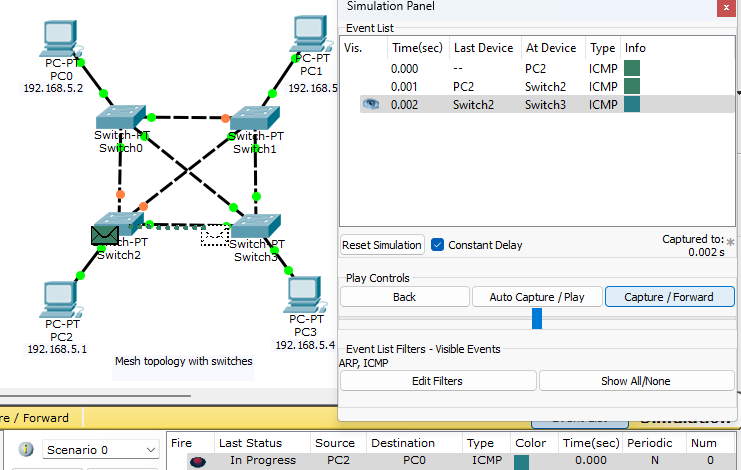 Simulation Panel
x
Event List
Vis. Time(sec) Last Device At Device Type Info
0.000 -- PC2 ICMP
0.001 PC2 Switch2 ICMP
0.002 Switch2 Switch3 ICMP
Reset Simulation Constant Delay Captured to: *
0.002 s
Play Controls
Back Auto Capture / Play Capture / Forward
Event List Filters - Visible Events
ARP, ICMP
Edit Filters Show All/None
PC-PT
PC0
192.168.5.2
PC-PT
PC1
192.168.5
Switch-PT
Switch0
Switch-PT
Switch1
Switch-PT
Switch2
Switch-PT
Switch3
PC-PT
PC2
192.168.5.1
PC-PT
PC3
192.168.5.4
Mesh topology with switches
re / Forward Event List Simulation
Scenario 0
Fire Last Status Source Destination Type Color Time(sec) Periodic Num
In Progress PC2 PC0 ICMP 0.000 N 0